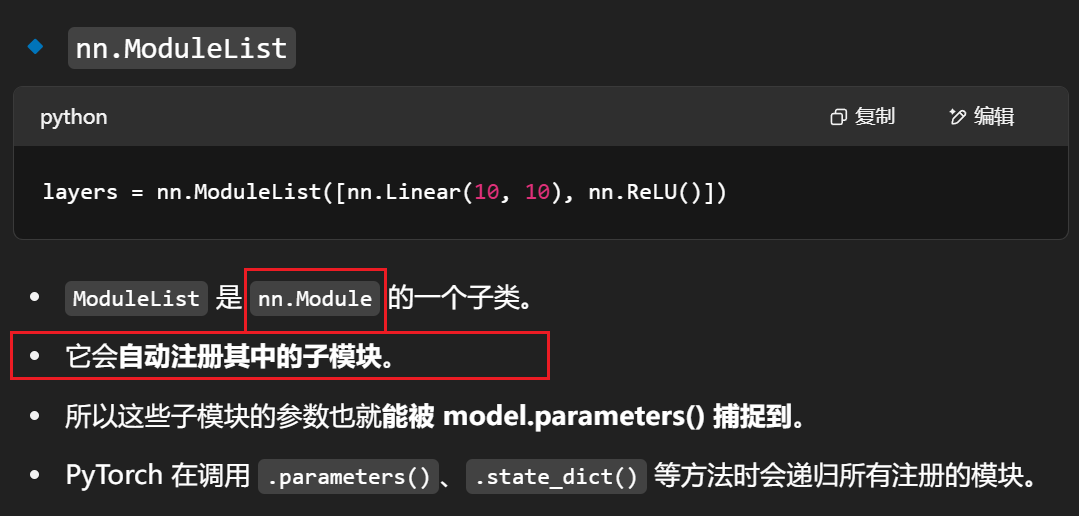 nn.ModuleList
python 复制 编辑
layers = nn.ModuleList([nn.Linear(10, 10), nn.ReLU()])
• ModuleList 是 nn.Module 的一个子类。
• 它会自动注册其中的子模块。
• 所以这些子模块的参数也就能被 model.parameters() 捕捉到。
• PyTorch 在调用 .parameters()、.state_dict() 等方法时会递归所有注册的模块。